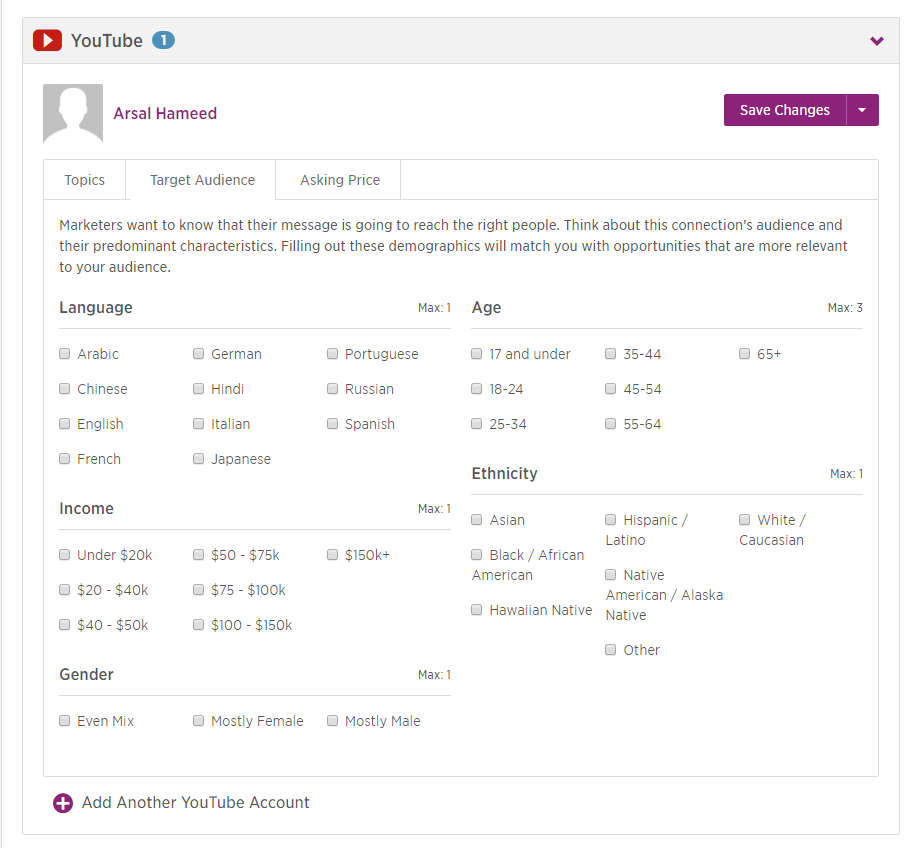 YouTube 1
Arsal Hameed
Save Changes
Topics
Target Audience
Asking Price
Marketers want to know that their message is going to reach the right people. Think about this connection's audience and
their predominant characteristics. Filling out these demographics will match you with opportunities that are more relevant
to your audience.
Language Max: 1
Arabic German Portuguese
Chinese Hindi Russian
English Italian Spanish
French Japanese
Income Max: 1
Under $20k $50 - $75k $150k+
$20 - $40k $75 - $100k
$40 - $50k $100 - $150k
Gender Max: 1
Even Mix Mostly Female Mostly Male
Age Max: 3
17 and under 35-44 65+
18-24 45-54
25-34 55-64
Ethnicity Max: 1
Asian
Black / African
American
Hawaiian Native
Hispanic /
Latino
Native
American / Alaska
Native
Other
White /
Caucasian
Add Another YouTube Account